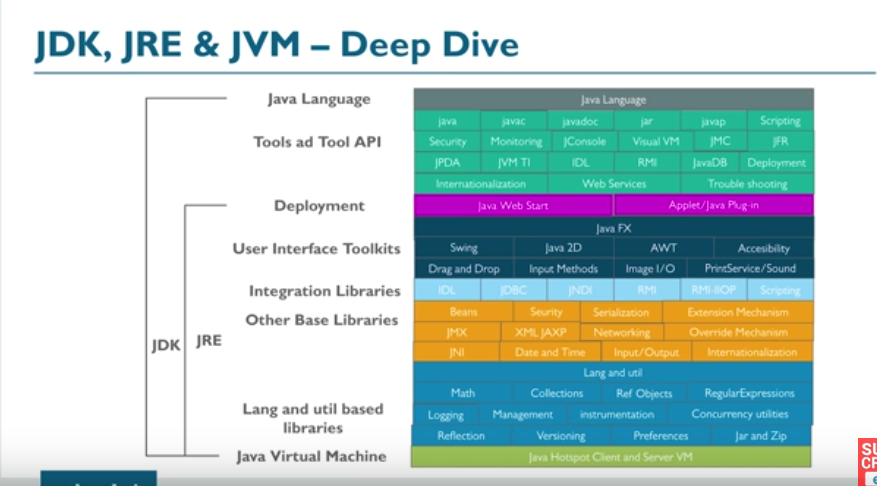 JDK, JRE & JVM – Deep Dive
Java Language
Java Language
java javac javadoc jar javap Scripting
Tools ad Tool API
Security Monitoring JConsole Visual VM JMC JFR
JPDA JVM TI IDL RMI JavaDB Deployment
Internationalization Web Services Trouble shooting
Deployment
Java Web Start Applet/Java Plug-in
Java FX
User Interface Toolkits
Swing Java 2D AWT Accesibility
Drag and Drop Input Methods Image I/O PrintService/Sound
Integration Libraries
IDL JDBC JNDI RMI RMI-IIOP Scripting
Other Base Libraries
Beans Seurity Serialization Extension Mechanism
JMX XML JAXP Networking Override Mechanism
JDK
JRE
JNI Date and Time Input/Output Internationalization
Lang and util
Math Collections Ref Objects RegularExpressions
Lang and util based
libraries
Logging Management instrumentation Concurrency utilities
Reflection Versioning Preferences Jar and Zip
Java Virtual Machine
Java Hotspot Client and Server VM